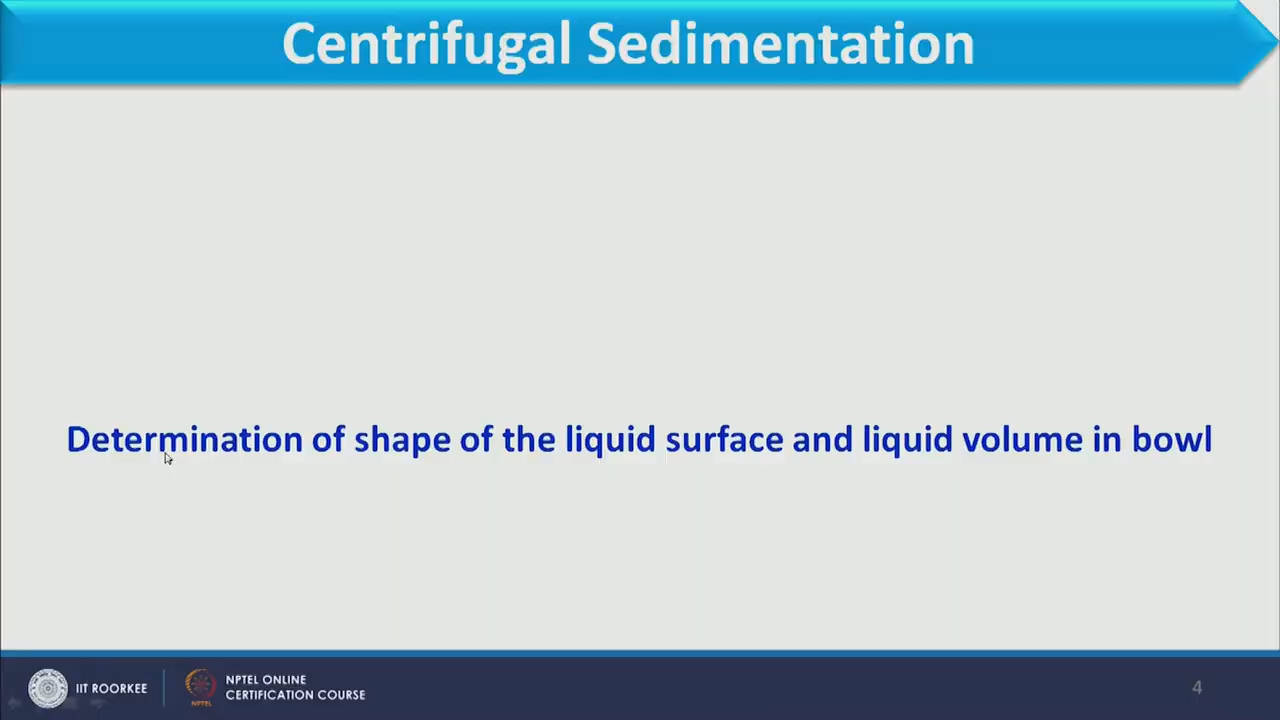 Centrifugal Sedimentation
Determination of shape of the liquid surface and liquid volume in bowl
IIT ROORKEE
NPTEL
NPTEL ONLINE
CERTIFICATION COURSE
4